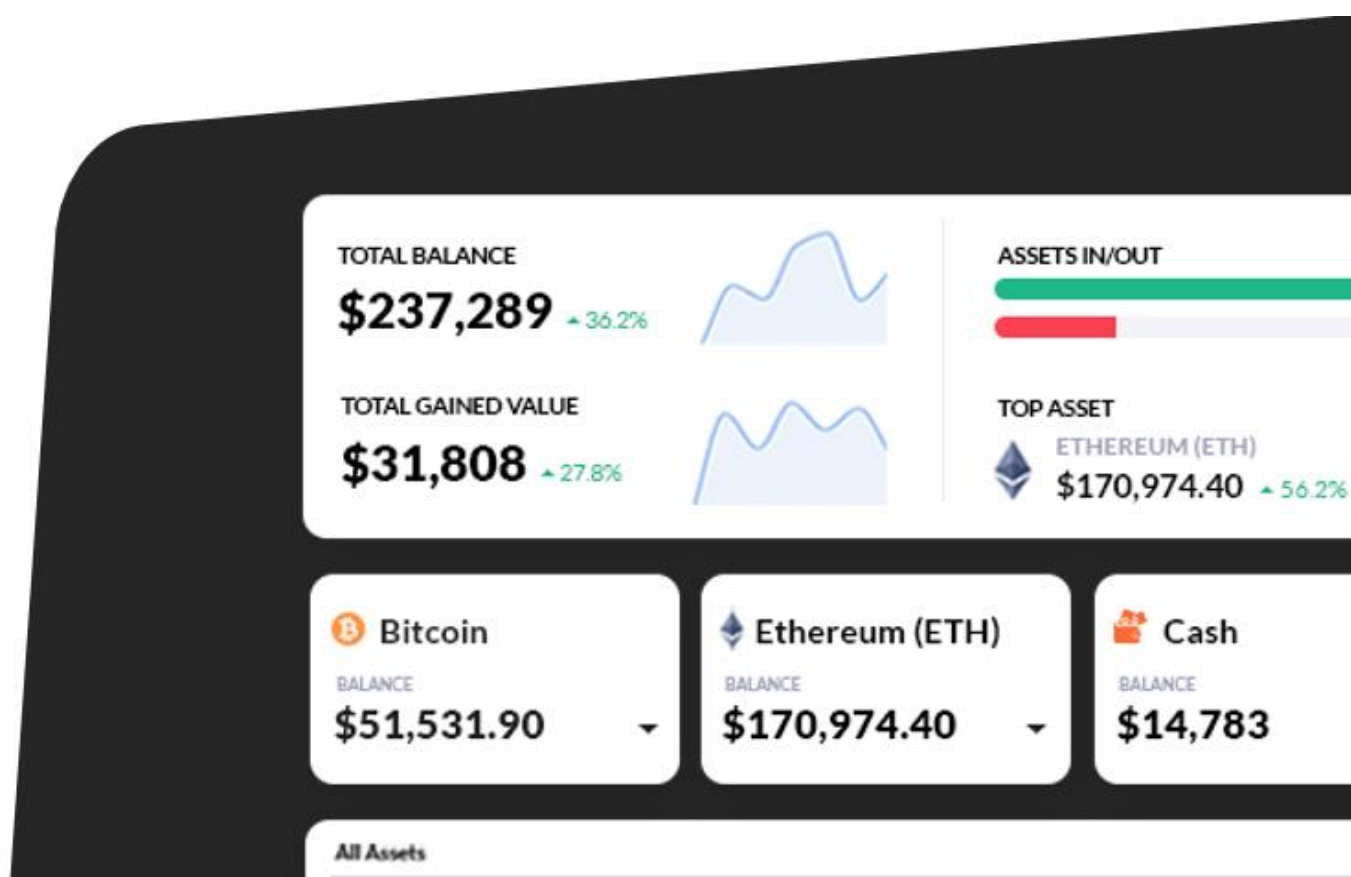 TOTAL BALANCE
$237,289 36.2%
TOTAL GAINED VALUE
$31,808 27.8%
ASSETS IN/OUT
TOP ASSET
ETHEREUM (ETH)
$170,974.40 56.2%
Bitcoin
BALANCE
$51,531.90
Ethereum (ETH)
BALANCE
$170,974.40
Cash
BALANCE
$14,783
All Assets